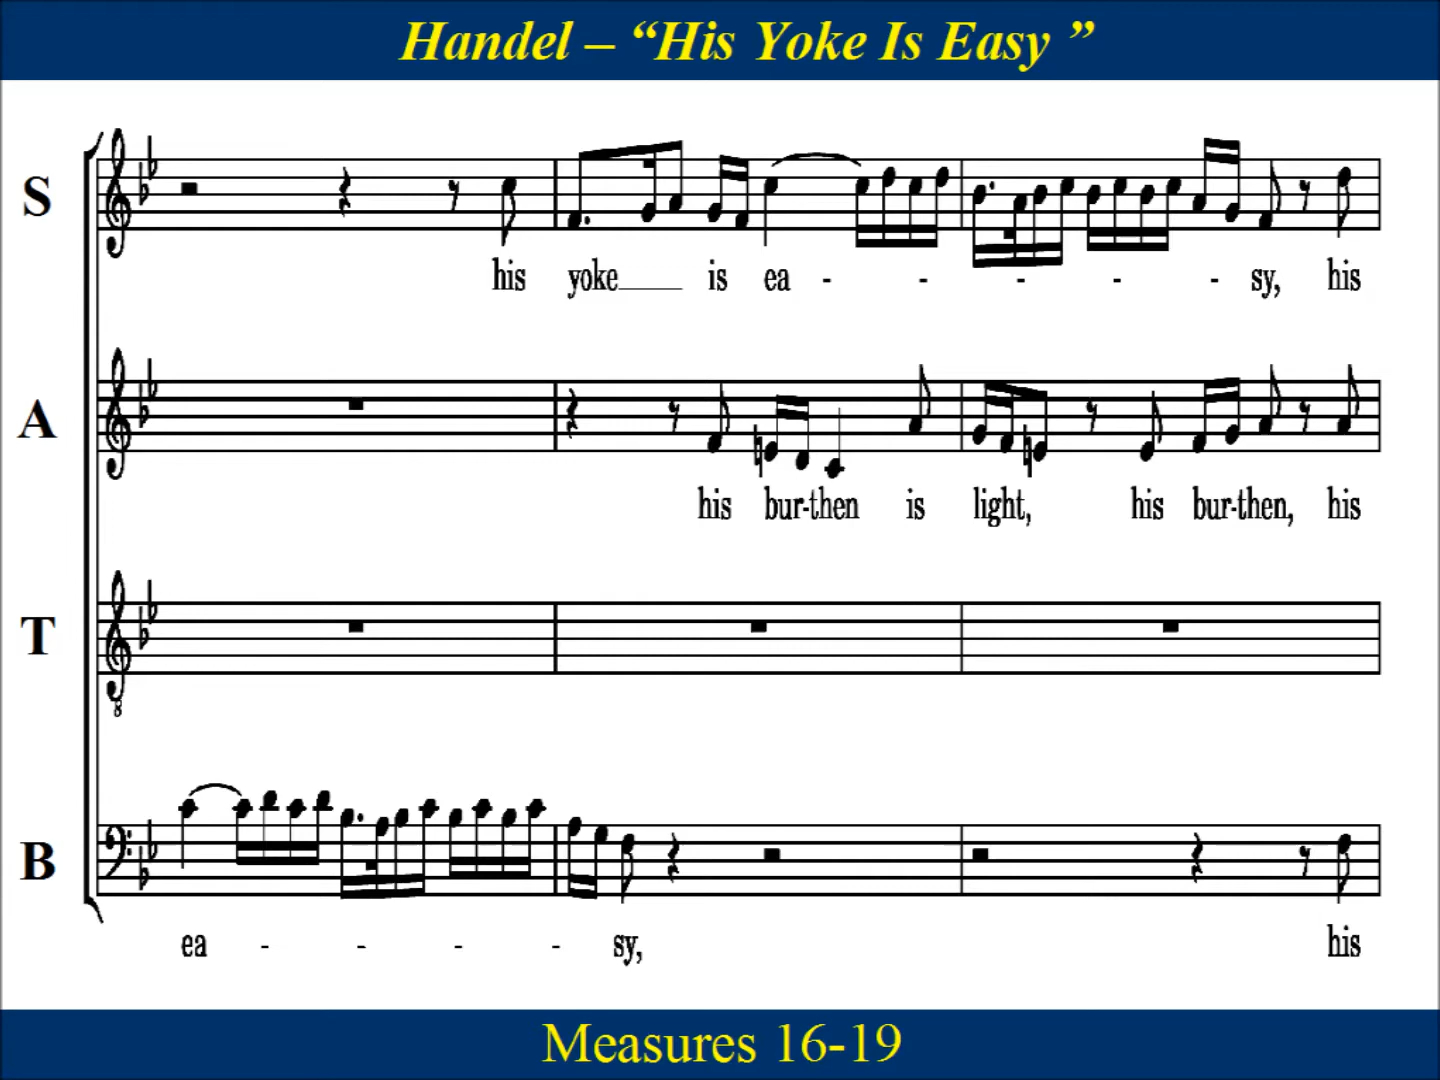 Handel – “His Yoke Is Easy ”
S
his yoke is ea - - - - - sy, his
A
his bur-then is light, his bur-then, his
T
8
B
ea - - - - sy, his
Measures 16-19